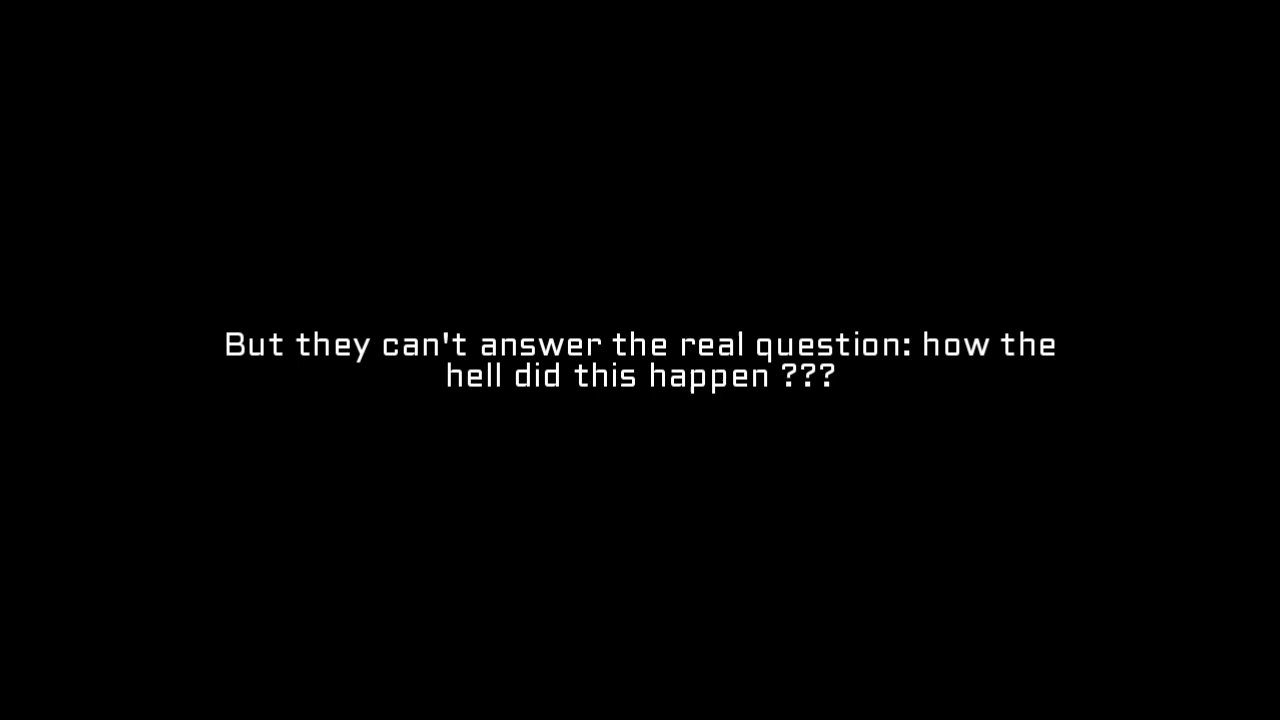 But they can't answer the real question: how the
hell did this happen ???